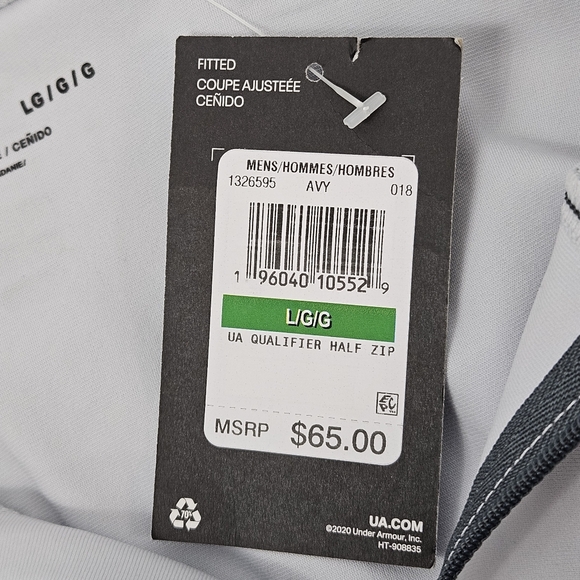 LG/G/G
/ CEÑIDO
FITTED
COUPE AJUSTEÉE
CEÑIDO
MENS/HOMMES/HOMBRES
1326595 AVY 018
1 96040 10552 9
L/G/G
UA QUALIFIER HALF ZIP
MSRP $65.00
70%
UA.COM
©2020 Under Armour, Inc.
HT-908835